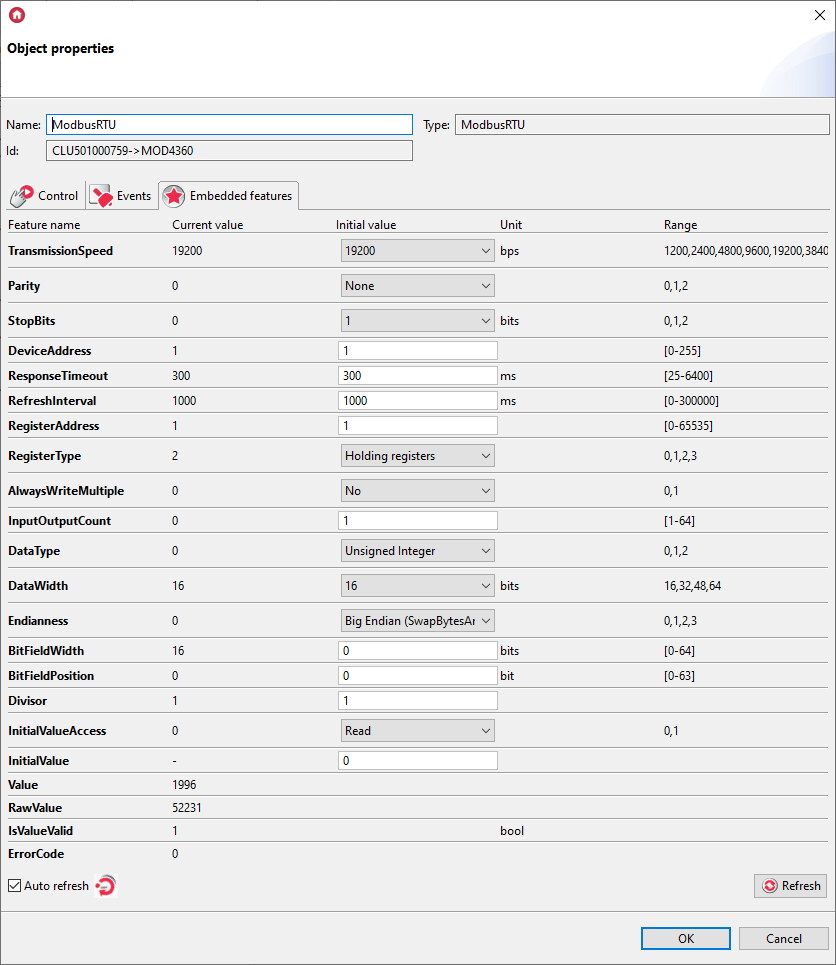 Object properties
Name: ModbusRTU Type: ModbusRTU
Id: CLU501000759->MOD4360
Control Events Embedded features
Feature name Current value Initial value Unit Range
TransmissionSpeed 19200 19200 bps 1200,2400,4800,9600,19200,3840
Parity 0 None 0,1,2
StopBits 0 1 bits 0,1,2
DeviceAddress 1 1 [0-255]
ResponseTimeout 300 300 ms [25-6400]
RefreshInterval 1000 1000 ms [0-300000]
RegisterAddress 1 1 [0-65535]
RegisterType 2 Holding registers 0,1,2,3
AlwaysWriteMultiple 0 No 0,1
InputOutputCount 0 1 [1-64]
DataType 0 Unsigned Integer 0,1,2
DataWidth 16 16 bits 16,32,48,64
Endianness 0 Big Endian (SwapBytesAr 0,1,2,3
BitFieldWidth 16 0 bits [0-64]
BitFieldPosition 0 0 bit [0-63]
Divisor 1 1
InitialValueAccess 0 Read 0,1
InitialValue - 0
Value 1996
RawValue 52231
IsValueValid 1 bool
ErrorCode 0
Auto refresh Refresh
OK Cancel